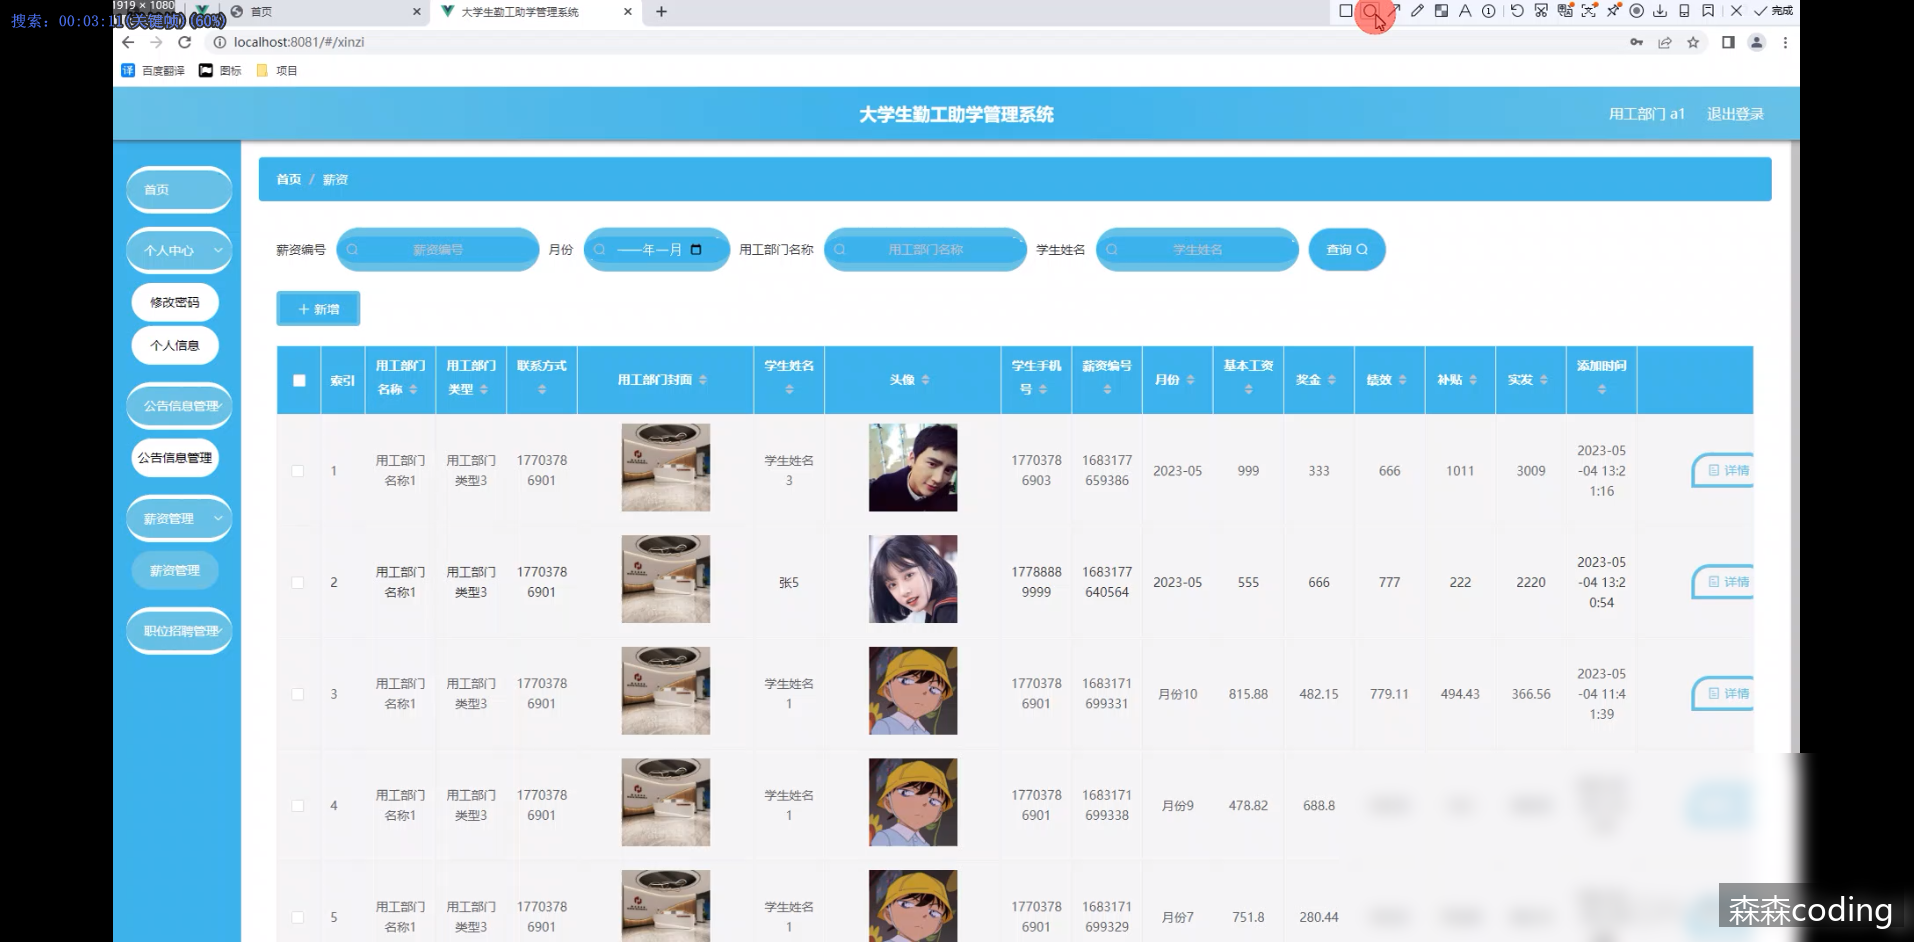 1919 × 1080
搜索: 00:03:11(关键帧)(60%)
首页
大学生勤工助学管理系统
完成
localhost:8081/#/xinzi
百度翻译 图标 项目
大学生勤工助学管理系统
用工部门 a1 退出登录
首页
个人中心
修改密码
个人信息
公告信息管理
公告信息管理
薪资管理
薪资管理
职位招聘管理
首页 / 薪资
薪资编号 薪资编号 月份 ——年—月 用工部门名称 用工部门名称 学生姓名 学生姓名 查询
+ 新增
索引 用工部门名称 用工部门类型 联系方式 用工部门封面 学生姓名 头像 学生手机号 薪资编号 月份 基本工资 奖金 绩效 补贴 实发 添加时间
1 用工部门名称1 用工部门类型3 17703786901 学生姓名3 17703786903 1683177659386 2023-05 999 333 666 1011 3009 2023-05-04 13:21:16 详情
2 用工部门名称1 用工部门类型3 17703786901 张5 17788889999 1683177640564 2023-05 555 666 777 222 2220 2023-05-04 13:20:54 详情
3 用工部门名称1 用工部门类型3 17703786901 学生姓名1 17703786901 1683171699331 月份10 815.88 482.15 779.11 494.43 366.56 2023-05-04 11:41:39 详情
4 用工部门名称1 用工部门类型3 17703786901 学生姓名1 17703786901 1683171699338 月份9 478.82 688.8
5 用工部门名称1 用工部门类型3 17703786901 学生姓名1 17703786901 1683171699329 月份7 751.8 280.44
森森coding